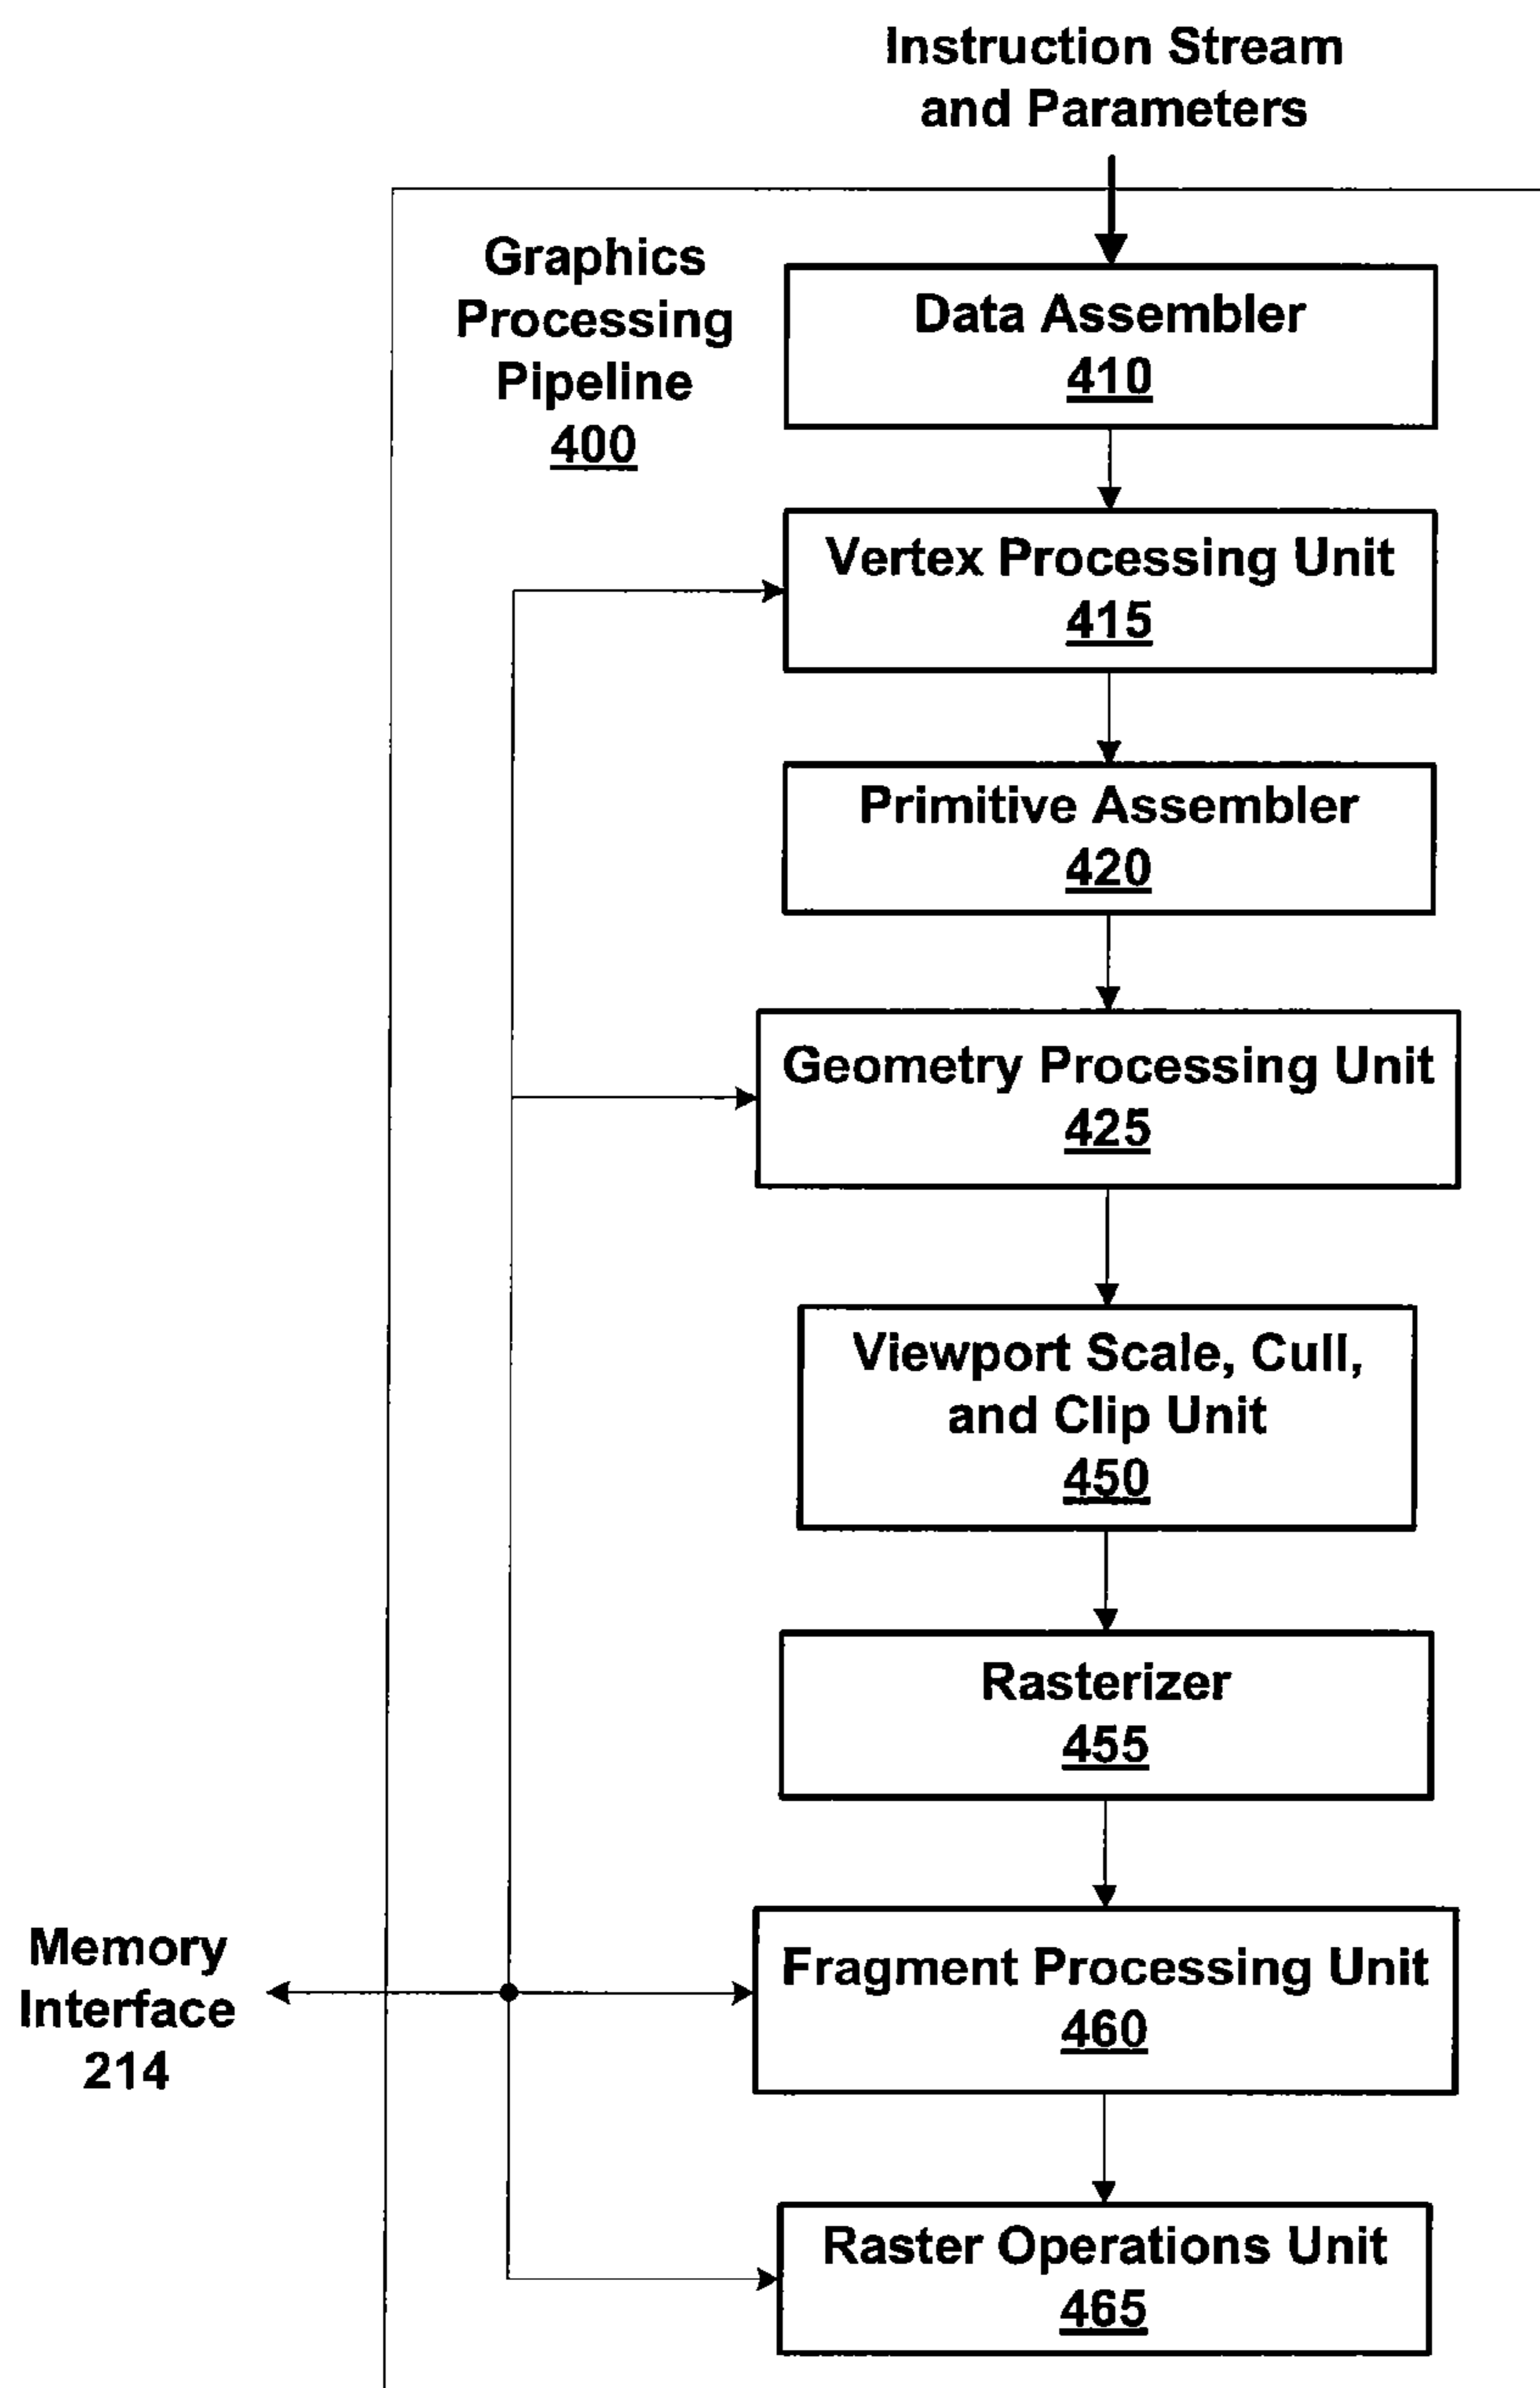 Instruction Stream
and Parameters
Graphics
Processing
Pipeline
400
Data Assembler
410
Vertex Processing Unit
415
Primitive Assembler
420
Geometry Processing Unit
425
Viewport Scale, Cull,
and Clip Unit
450
Rasterizer
455
Memory
Interface
214
Fragment Processing Unit
460
Raster Operations Unit
465